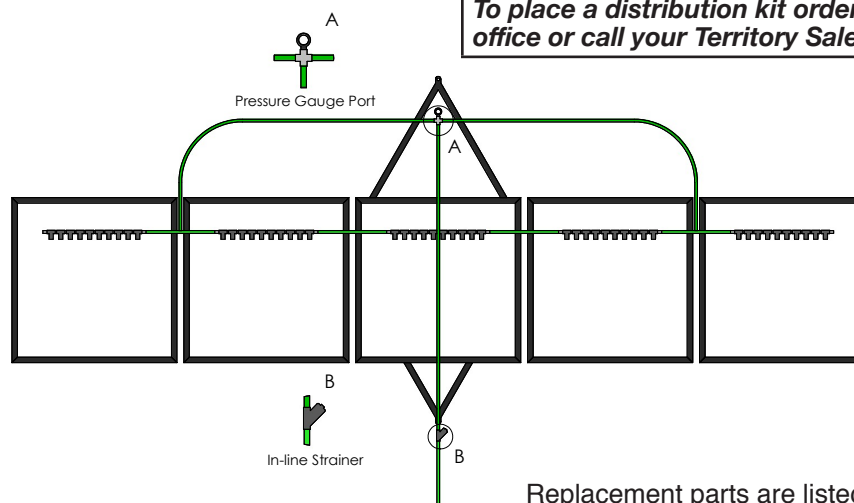 To place a distribution kit order
office or call your Territory Sale
A
Pressure Gauge Port
A
B
In-line Strainer
B
Replacement parts are listed